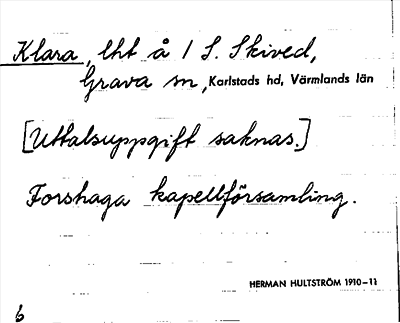 Klara, lht å 1 S. Skived,
Grava sn, Karlstads hd, Värmlands län
[Uttalsuppgift saknas.]
Forshaga kapellförsamling.
HERMAN HULTSTRÖM 1910–11
6